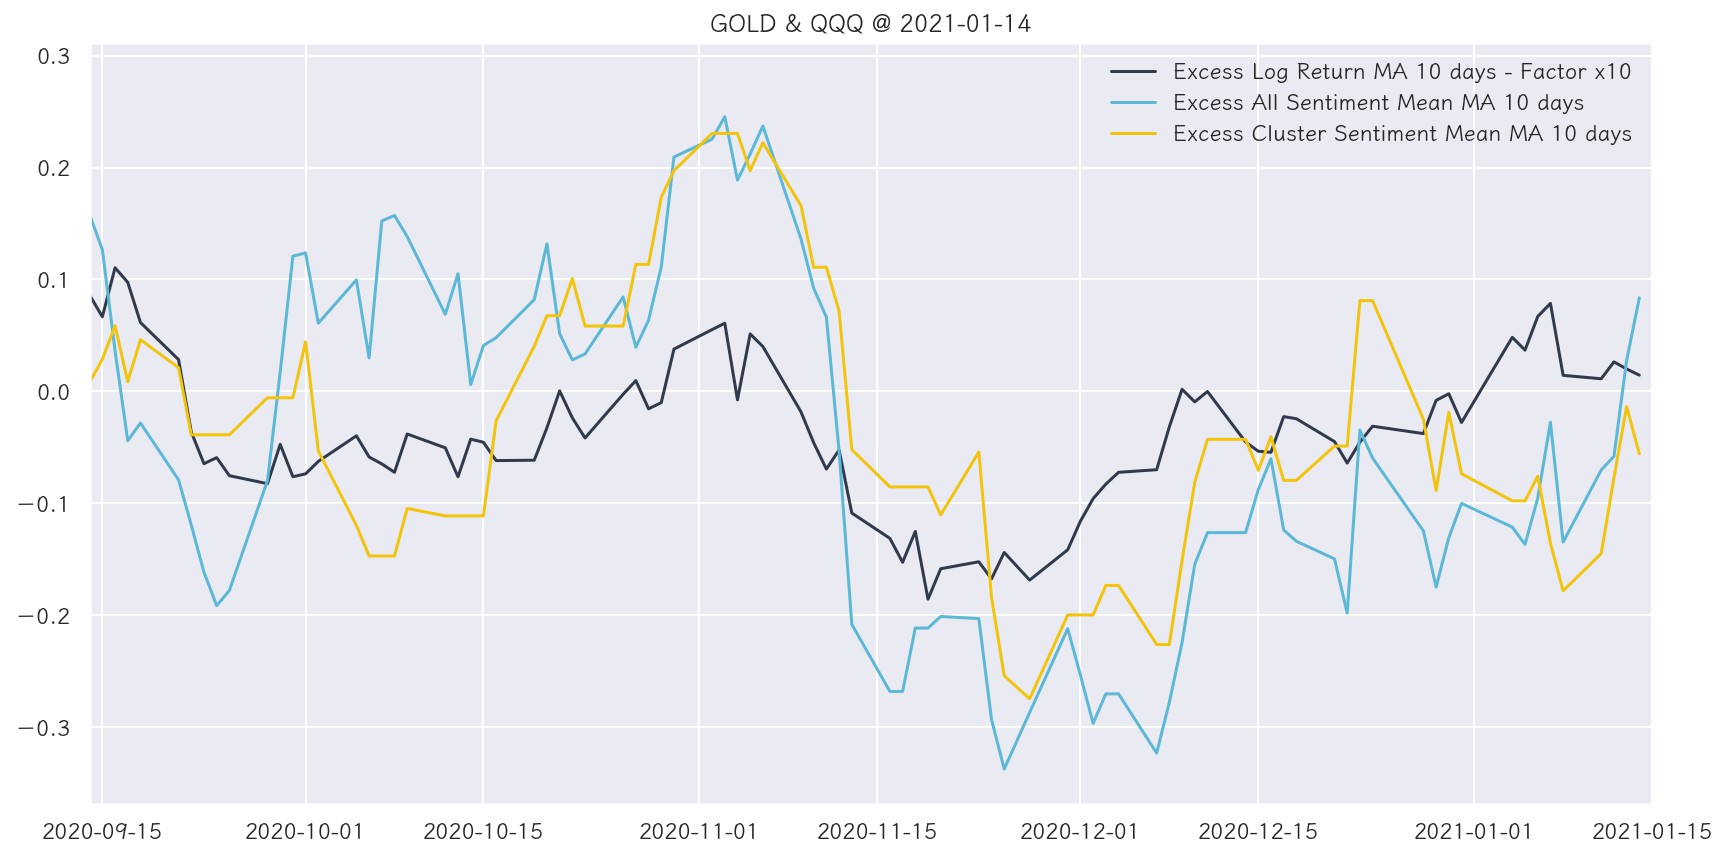 GOLD & QQQ @ 2021-01-14
Excess Log Return MA 10 days - Factor x10
Excess All Sentiment Mean MA 10 days
Excess Cluster Sentiment Mean MA 10 days
0.3
0.2
0.1
0.0
−0.1
−0.2
−0.3
2020-09-15 2020-10-01 2020-10-15 2020-11-01 2020-11-15 2020-12-01 2020-12-15 2021-01-01 2021-01-15